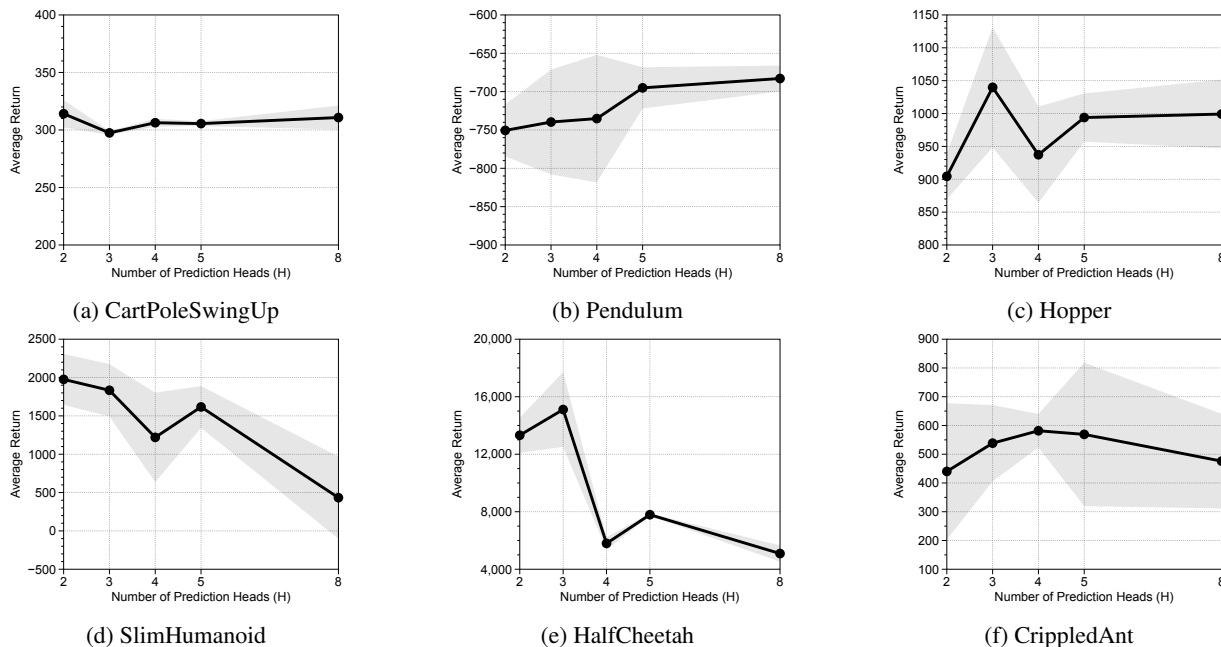 400
350
300
250
200
Average Return
2 3 4 5 8
Number of Prediction Heads (H)
(a) CartPoleSwingUp
−600
−650
−700
−750
−800
−850
−900
Average Return
2 3 4 5 8
Number of Prediction Heads (H)
(b) Pendulum
1150
1100
1050
1000
950
900
850
800
Average Return
2 3 4 5 8
Number of Prediction Heads (H)
(c) Hopper
2500
2000
1500
1000
500
0
−500
Average Return
2 3 4 5 8
Number of Prediction Heads (H)
(d) SlimHumanoid
20,000
16,000
12,000
8,000
4,000
Average Return
2 3 4 5 8
Number of Prediction Heads (H)
(e) HalfCheetah
900
800
700
600
500
400
300
200
100
Average Return
2 3 4 5 8
Number of Prediction Heads (H)
(f) CrippledAnt